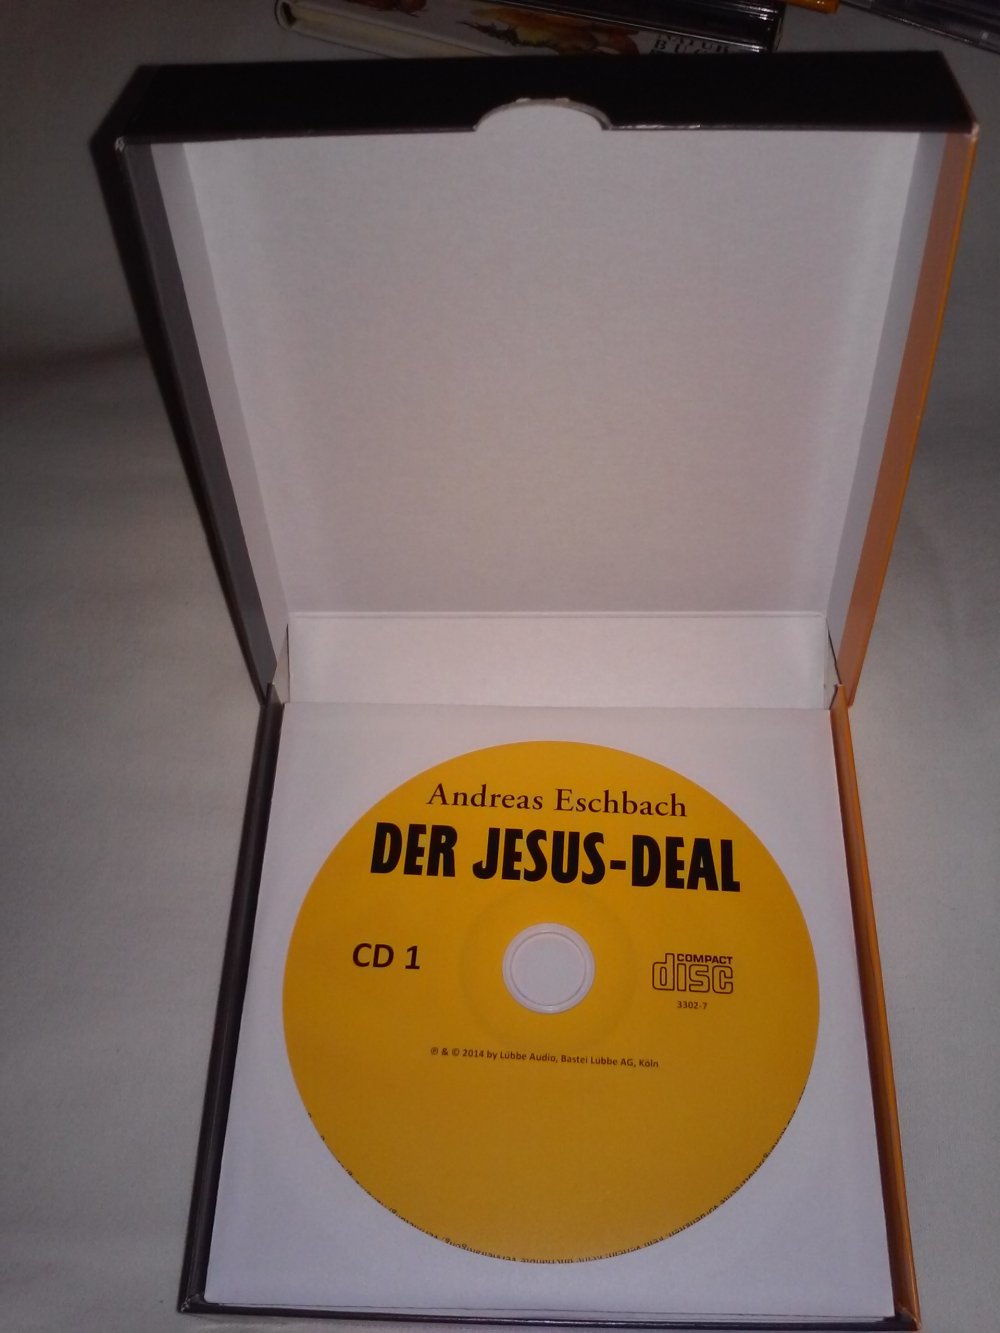 Andreas Eschbach
DER JESUS-DEAL
CD 1
COMPACT
disc
3302-7
℗ & © 2014 by Lübbe Audio, Bastei Lübbe AG, Köln